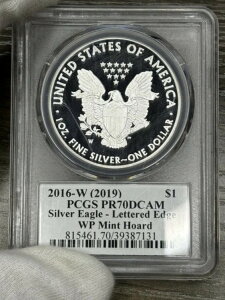 UNITED STATES OF AMERICA
1 OZ. FINE SILVER~ONE DOLLAR
2016-W (2019) $1
PCGS PR70DCAM
Silver Eagle - Lettered Edge
WP Mint Hoard
815461.70/39387131